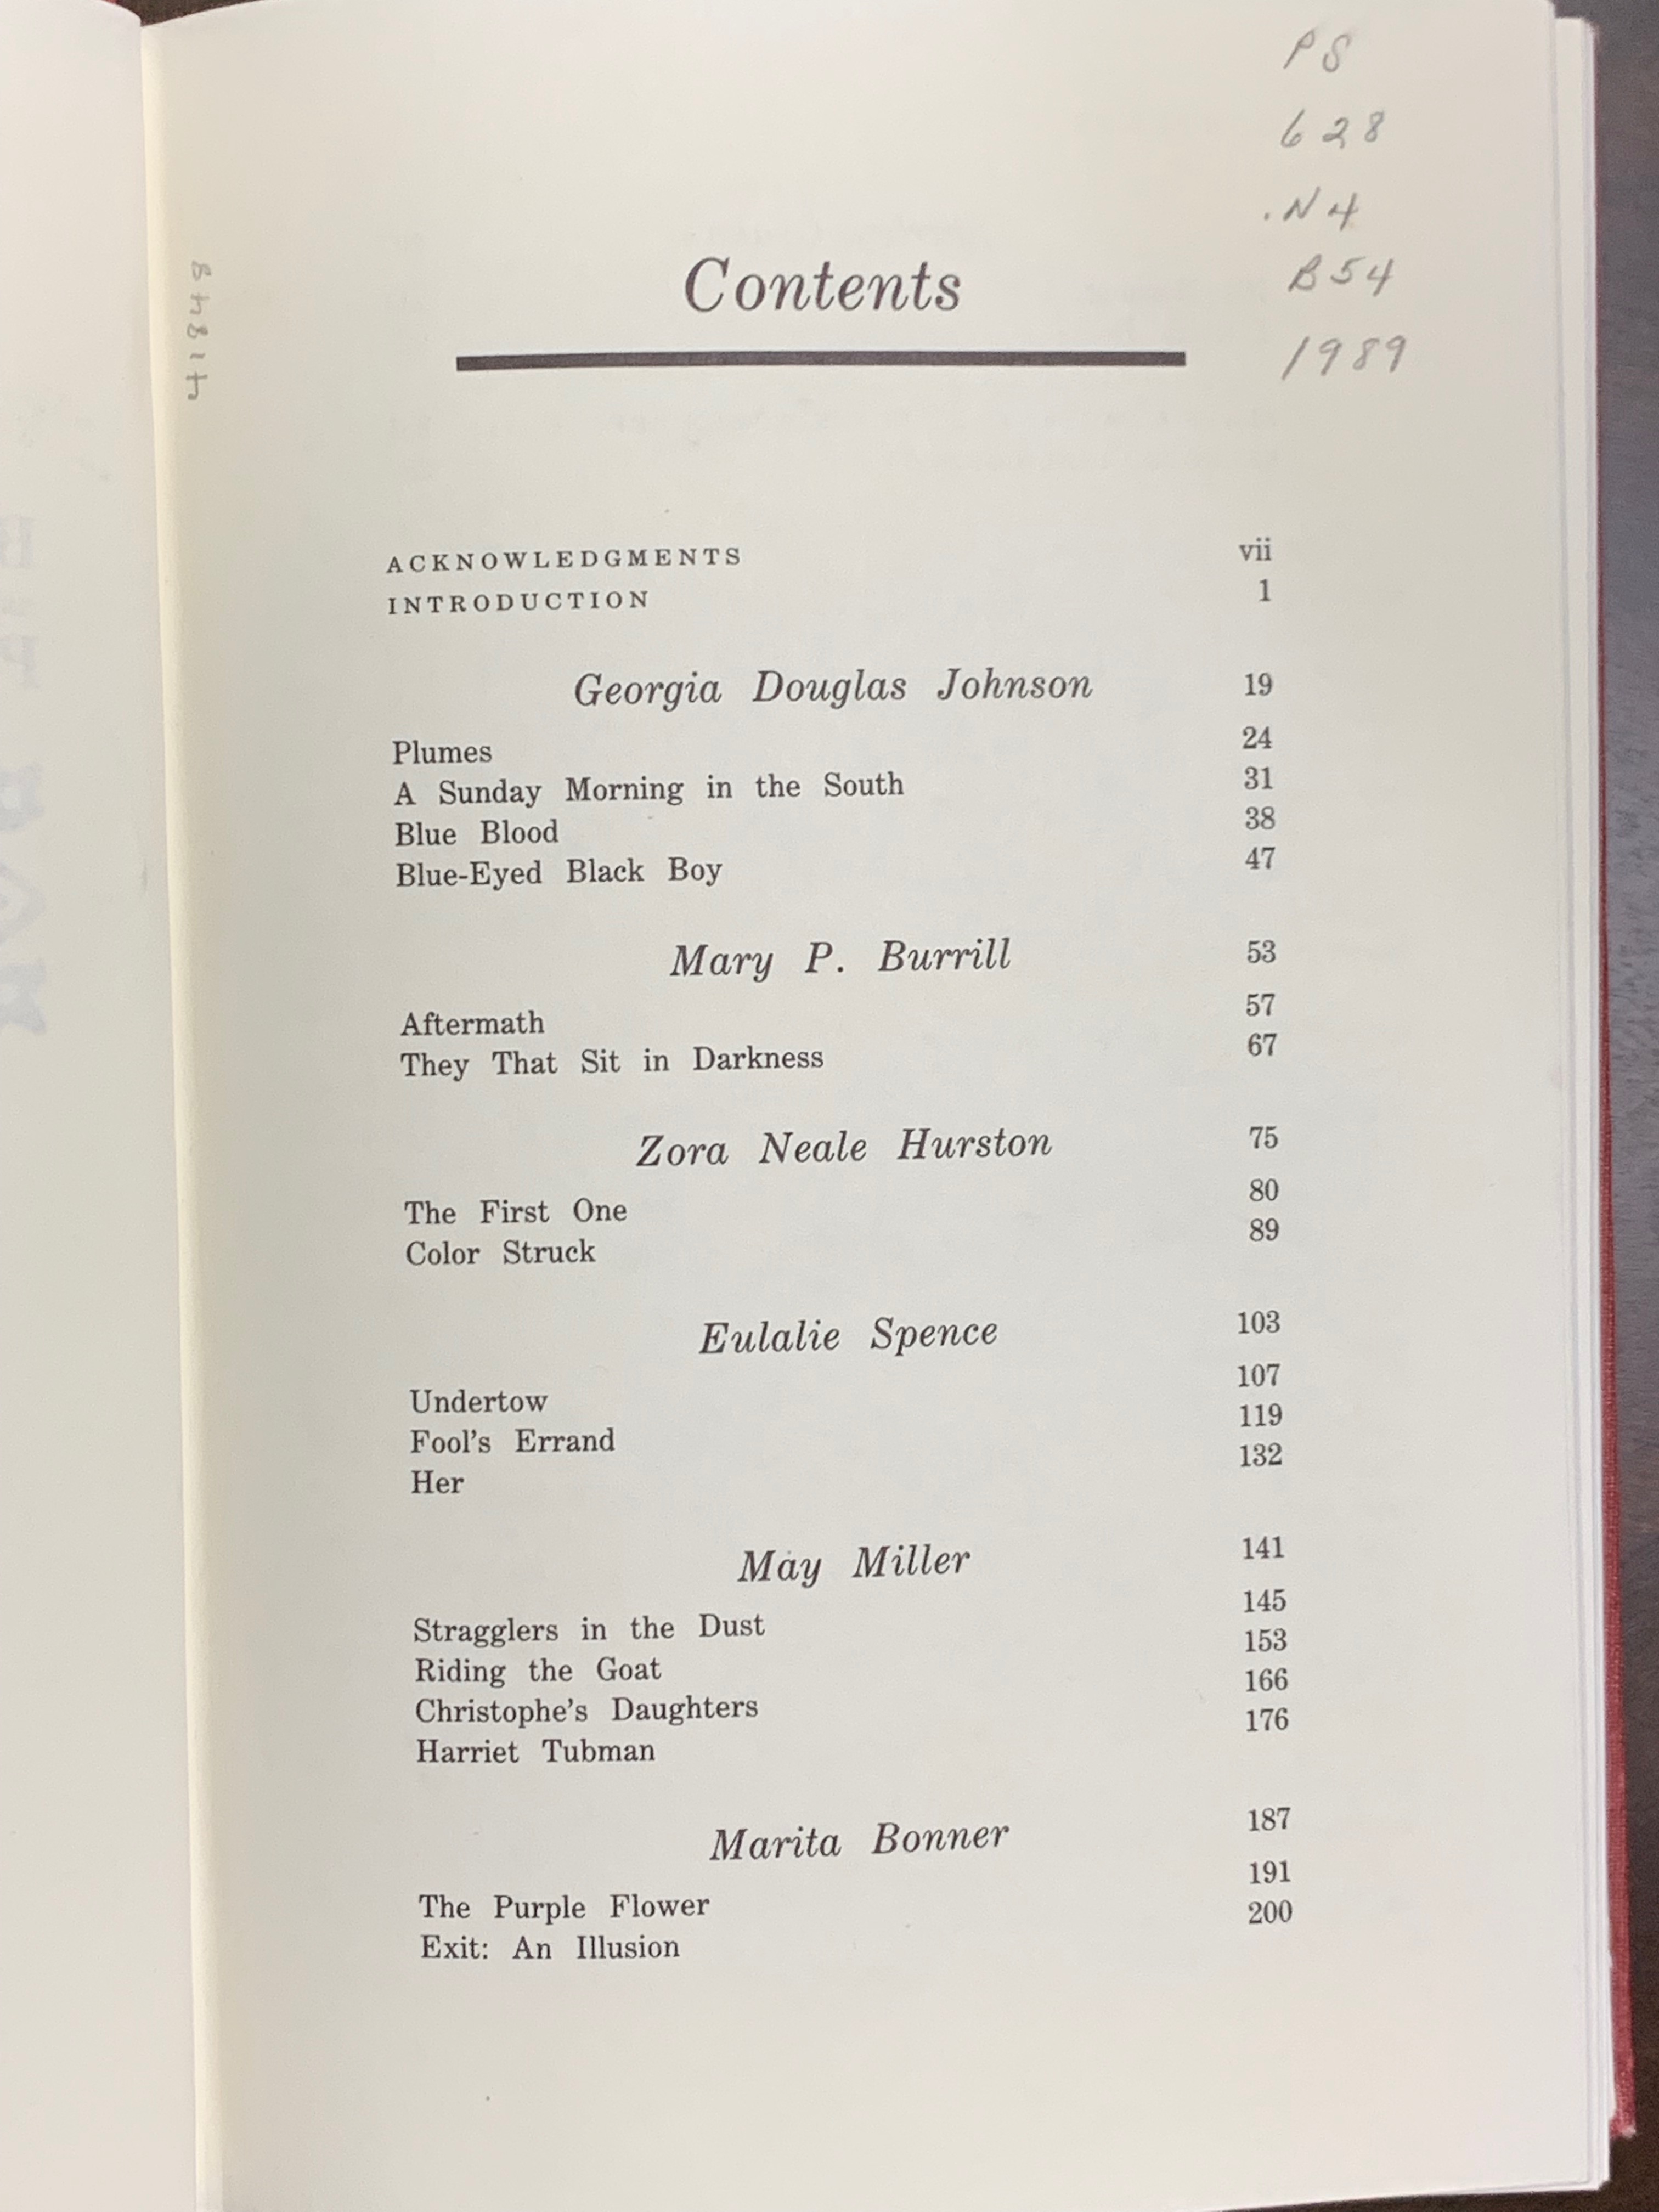 PS
628
.N4
B54
1989
Contents
ACKNOWLEDGMENTS vii
INTRODUCTION 1
Georgia Douglas Johnson 19
Plumes 24
A Sunday Morning in the South 31
Blue Blood 38
Blue-Eyed Black Boy 47
Mary P. Burrill 53
Aftermath 57
They That Sit in Darkness 67
Zora Neale Hurston 75
The First One 80
Color Struck 89
Eulalie Spence 103
Undertow 107
Fool's Errand 119
Her 132
May Miller 141
Stragglers in the Dust 145
Riding the Goat 153
Christophe's Daughters 166
Harriet Tubman 176
Marita Bonner 187
The Purple Flower 191
Exit: An Illusion 200